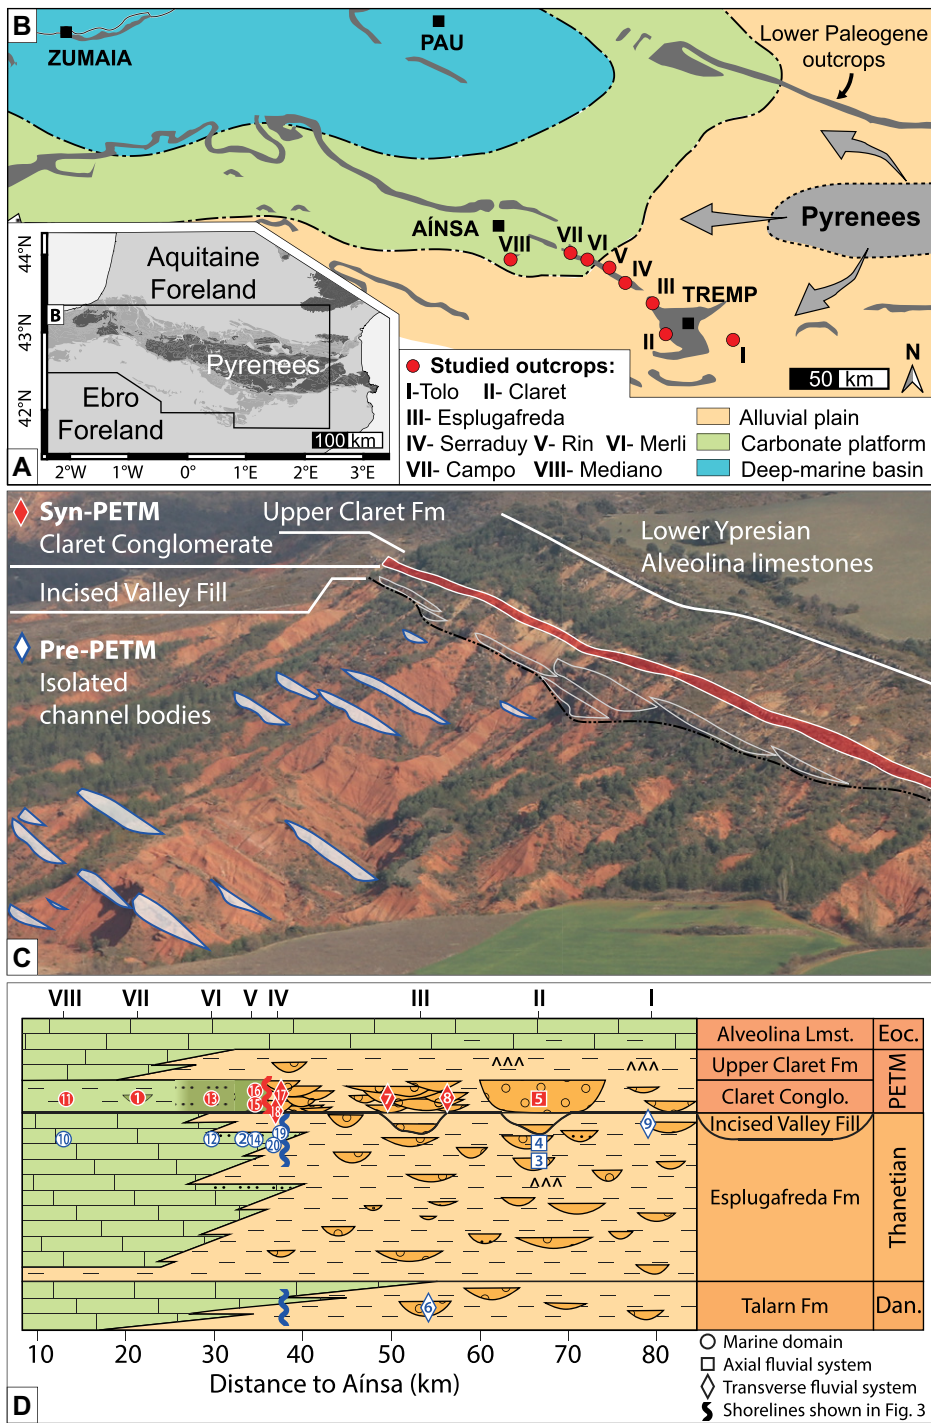 B
ZUMAIA
PAU
Lower Paleogene
outcrops
Pyrenees
AÍNSA
VIII
VII
VI
V
IV
III
TREMP
II
I
N
50 km
44°N
43°N
42°N
Aquitaine
Foreland
B
Pyrenees
Ebro
Foreland
100 km
A
2°W 1°W 0° 1°E 2°E 3°E
Studied outcrops:
I-Tolo II- Claret
III- Esplugafreda
IV- Serraduy V- Rin VI- Merli
VII- Campo VIII- Mediano
Alluvial plain
Carbonate platform
Deep-marine basin
Syn-PETM
Claret Conglomerate
Upper Claret Fm
Incised Valley Fill
Lower Ypresian
Alveolina limestones
Pre-PETM
Isolated
channel bodies
C
VIII VII VI V IV III II I
Alveolina Lmst. Eoc.
Upper Claret Fm
Claret Conglo.
PETM
Incised Valley Fill
Esplugafreda Fm
Thanetian
Talarn Fm Dan.
11 1 13 16 15 17 18 7 8 5
10 12 2 14 19 20 4 3 9
6
10 20 30 40 50 60 70 80
Distance to Aínsa (km)
Marine domain
Axial fluvial system
Transverse fluvial system
Shorelines shown in Fig. 3
D